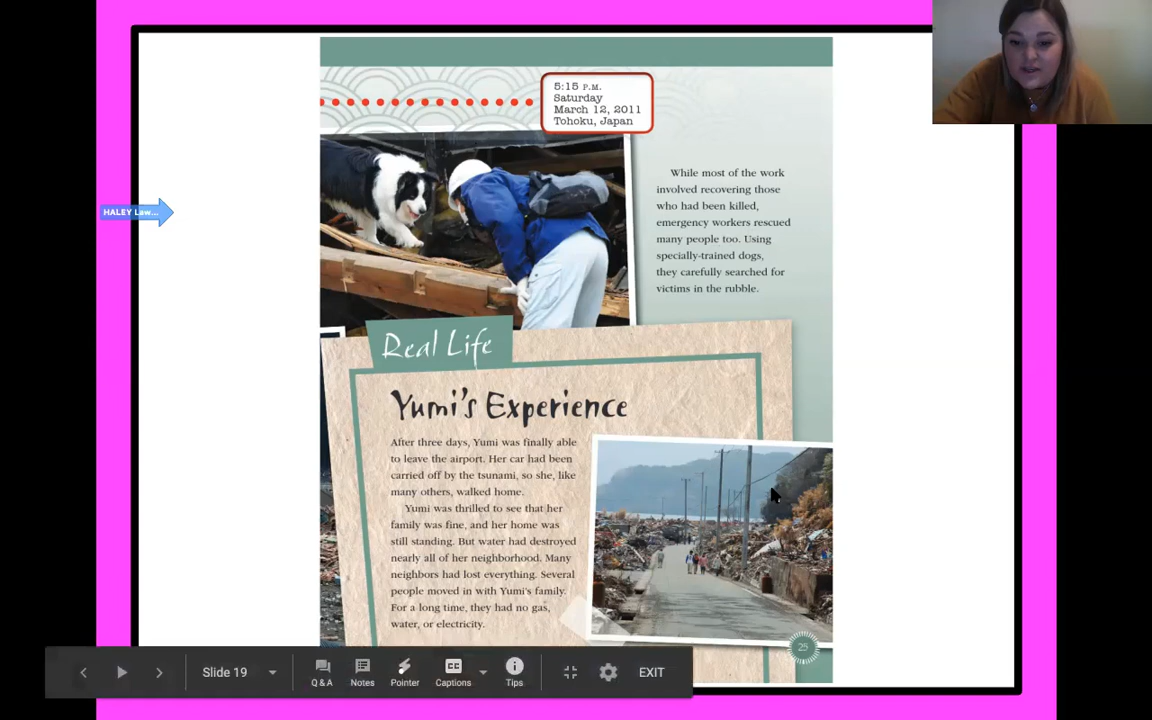 5:15 P.M.
Saturday
March 12, 2011
Tohoku, Japan
HALEY Law...
While most of the work
involved recovering those
who had been killed,
emergency workers rescued
many people too. Using
specially-trained dogs,
they carefully searched for
victims in the rubble.
Real Life
Yumi's Experience
After three days, Yumi was finally able
to leave the airport. Her car had been
carried off by the tsunami, so she, like
many others, walked home.
Yumi was thrilled to see that her
family was fine, and her home was
still standing. But water had destroyed
nearly all of her neighborhood. Many
neighbors had lost everything. Several
people moved in with Yumi's family.
For a long time, they had no gas,
water, or electricity.
25
Slide 19
Q & A
Notes
Pointer
CC
Captions
Tips
EXIT